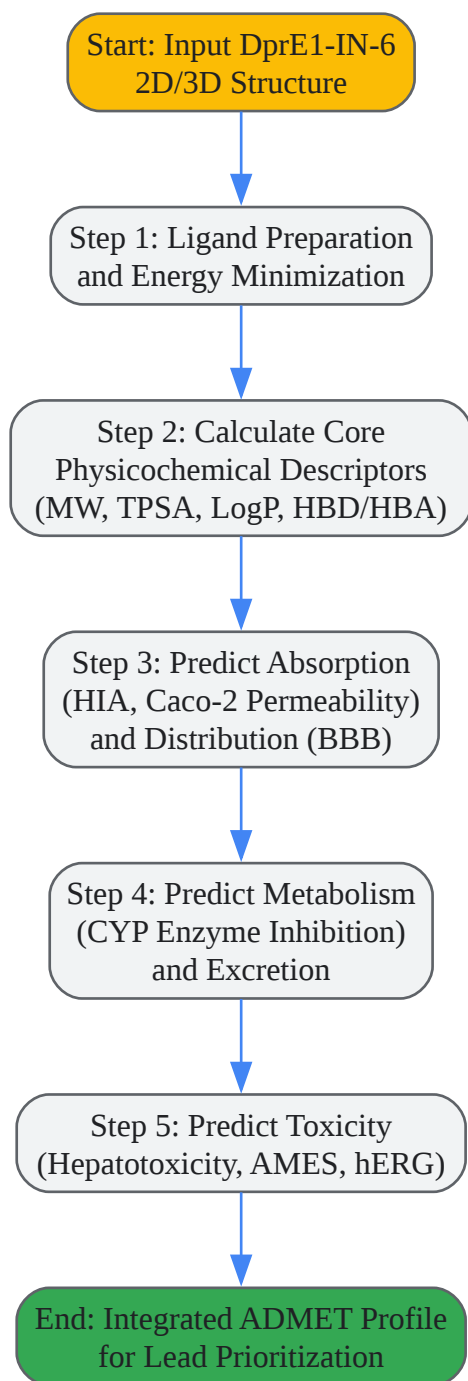 Start: Input DprE1-IN-6
2D/3D Structure
Step 1: Ligand Preparation
and Energy Minimization
Step 2: Calculate Core
Physicochemical Descriptors
(MW, TPSA, LogP, HBD/HBA)
Step 3: Predict Absorption
(HIA, Caco-2 Permeability)
and Distribution (BBB)
Step 4: Predict Metabolism
(CYP Enzyme Inhibition)
and Excretion
Step 5: Predict Toxicity
(Hepatotoxicity, AMES, hERG)
End: Integrated ADMET Profile
for Lead Prioritization